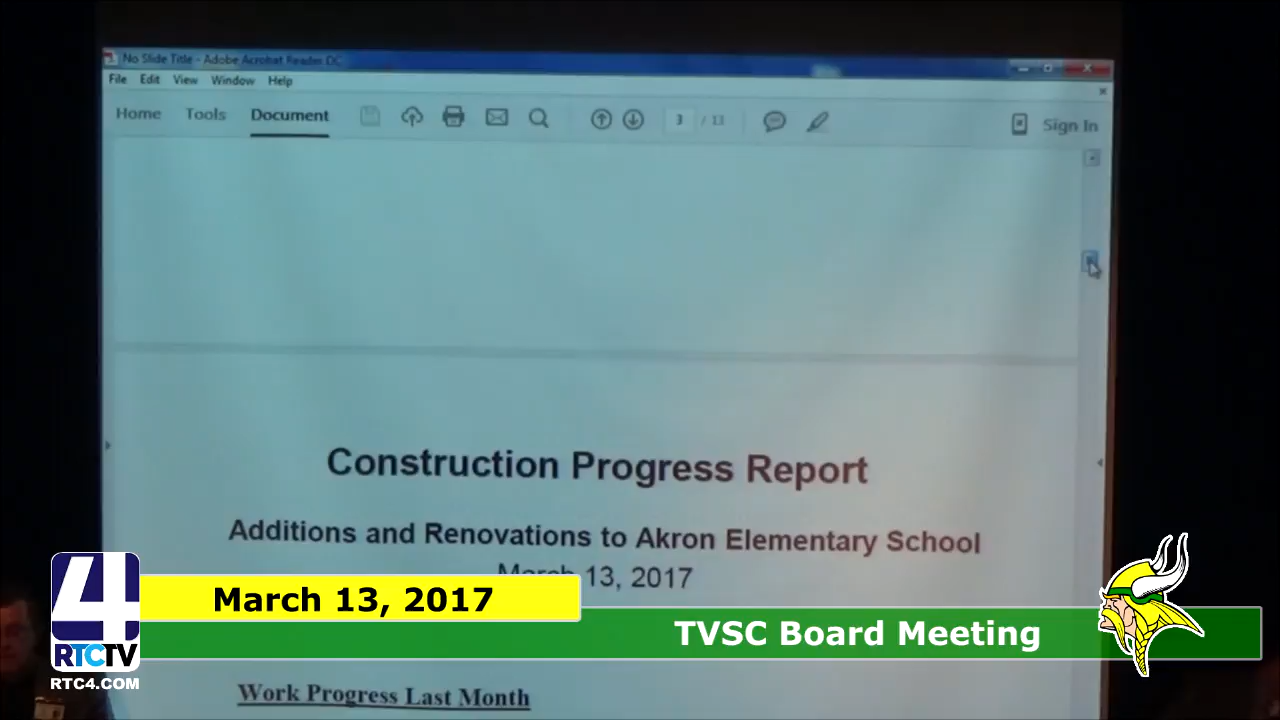 No Slide Title - Adobe Acrobat Reader DC
File Edit View Window Help
Home Tools Document 3 / 13 Sign In
Construction Progress Report
Additions and Renovations to Akron Elementary School
March 13, 2017
4
RTCTV
RTC4.COM
March 13, 2017
TVSC Board Meeting
Work Progress Last Month